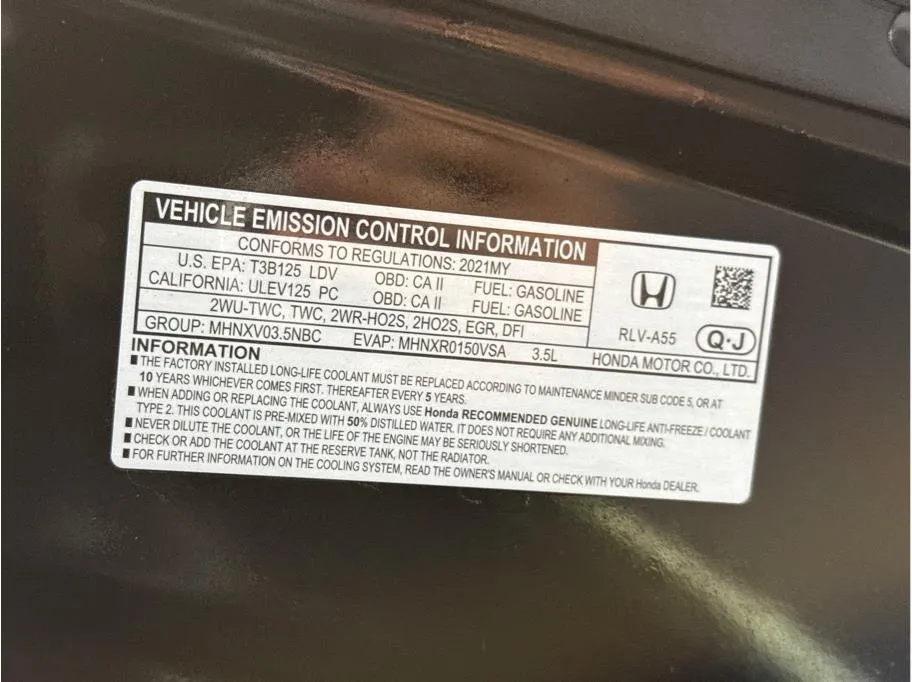 VEHICLE EMISSION CONTROL INFORMATION
CONFORMS TO REGULATIONS: 2021MY
U.S. EPA: T3B125 LDV OBD: CA II FUEL: GASOLINE
CALIFORNIA: ULEV125 PC OBD: CA II FUEL: GASOLINE
2WU-TWC, TWC, 2WR-HO2S, 2HO2S, EGR, DFI
GROUP: MHNXV03.5NBC EVAP: MHNXR0150VSA 3.5L
RLV-A55 Q·J
HONDA MOTOR CO., LTD.
INFORMATION
■ THE FACTORY INSTALLED LONG-LIFE COOLANT MUST BE REPLACED ACCORDING TO MAINTENANCE MINDER SUB CODE 5, OR AT
10 YEARS WHICHEVER COMES FIRST. THEREAFTER EVERY 5 YEARS.
■ WHEN ADDING OR REPLACING THE COOLANT, ALWAYS USE Honda RECOMMENDED GENUINE LONG-LIFE ANTI-FREEZE / COOLANT
TYPE 2. THIS COOLANT IS PRE-MIXED WITH 50% DISTILLED WATER. IT DOES NOT REQUIRE ANY ADDITIONAL MIXING.
■ NEVER DILUTE THE COOLANT, OR THE LIFE OF THE ENGINE MAY BE SERIOUSLY SHORTENED.
■ CHECK OR ADD THE COOLANT AT THE RESERVE TANK, NOT THE RADIATOR.
■ FOR FURTHER INFORMATION ON THE COOLING SYSTEM, READ THE OWNER'S MANUAL OR CHECK WITH YOUR Honda DEALER.